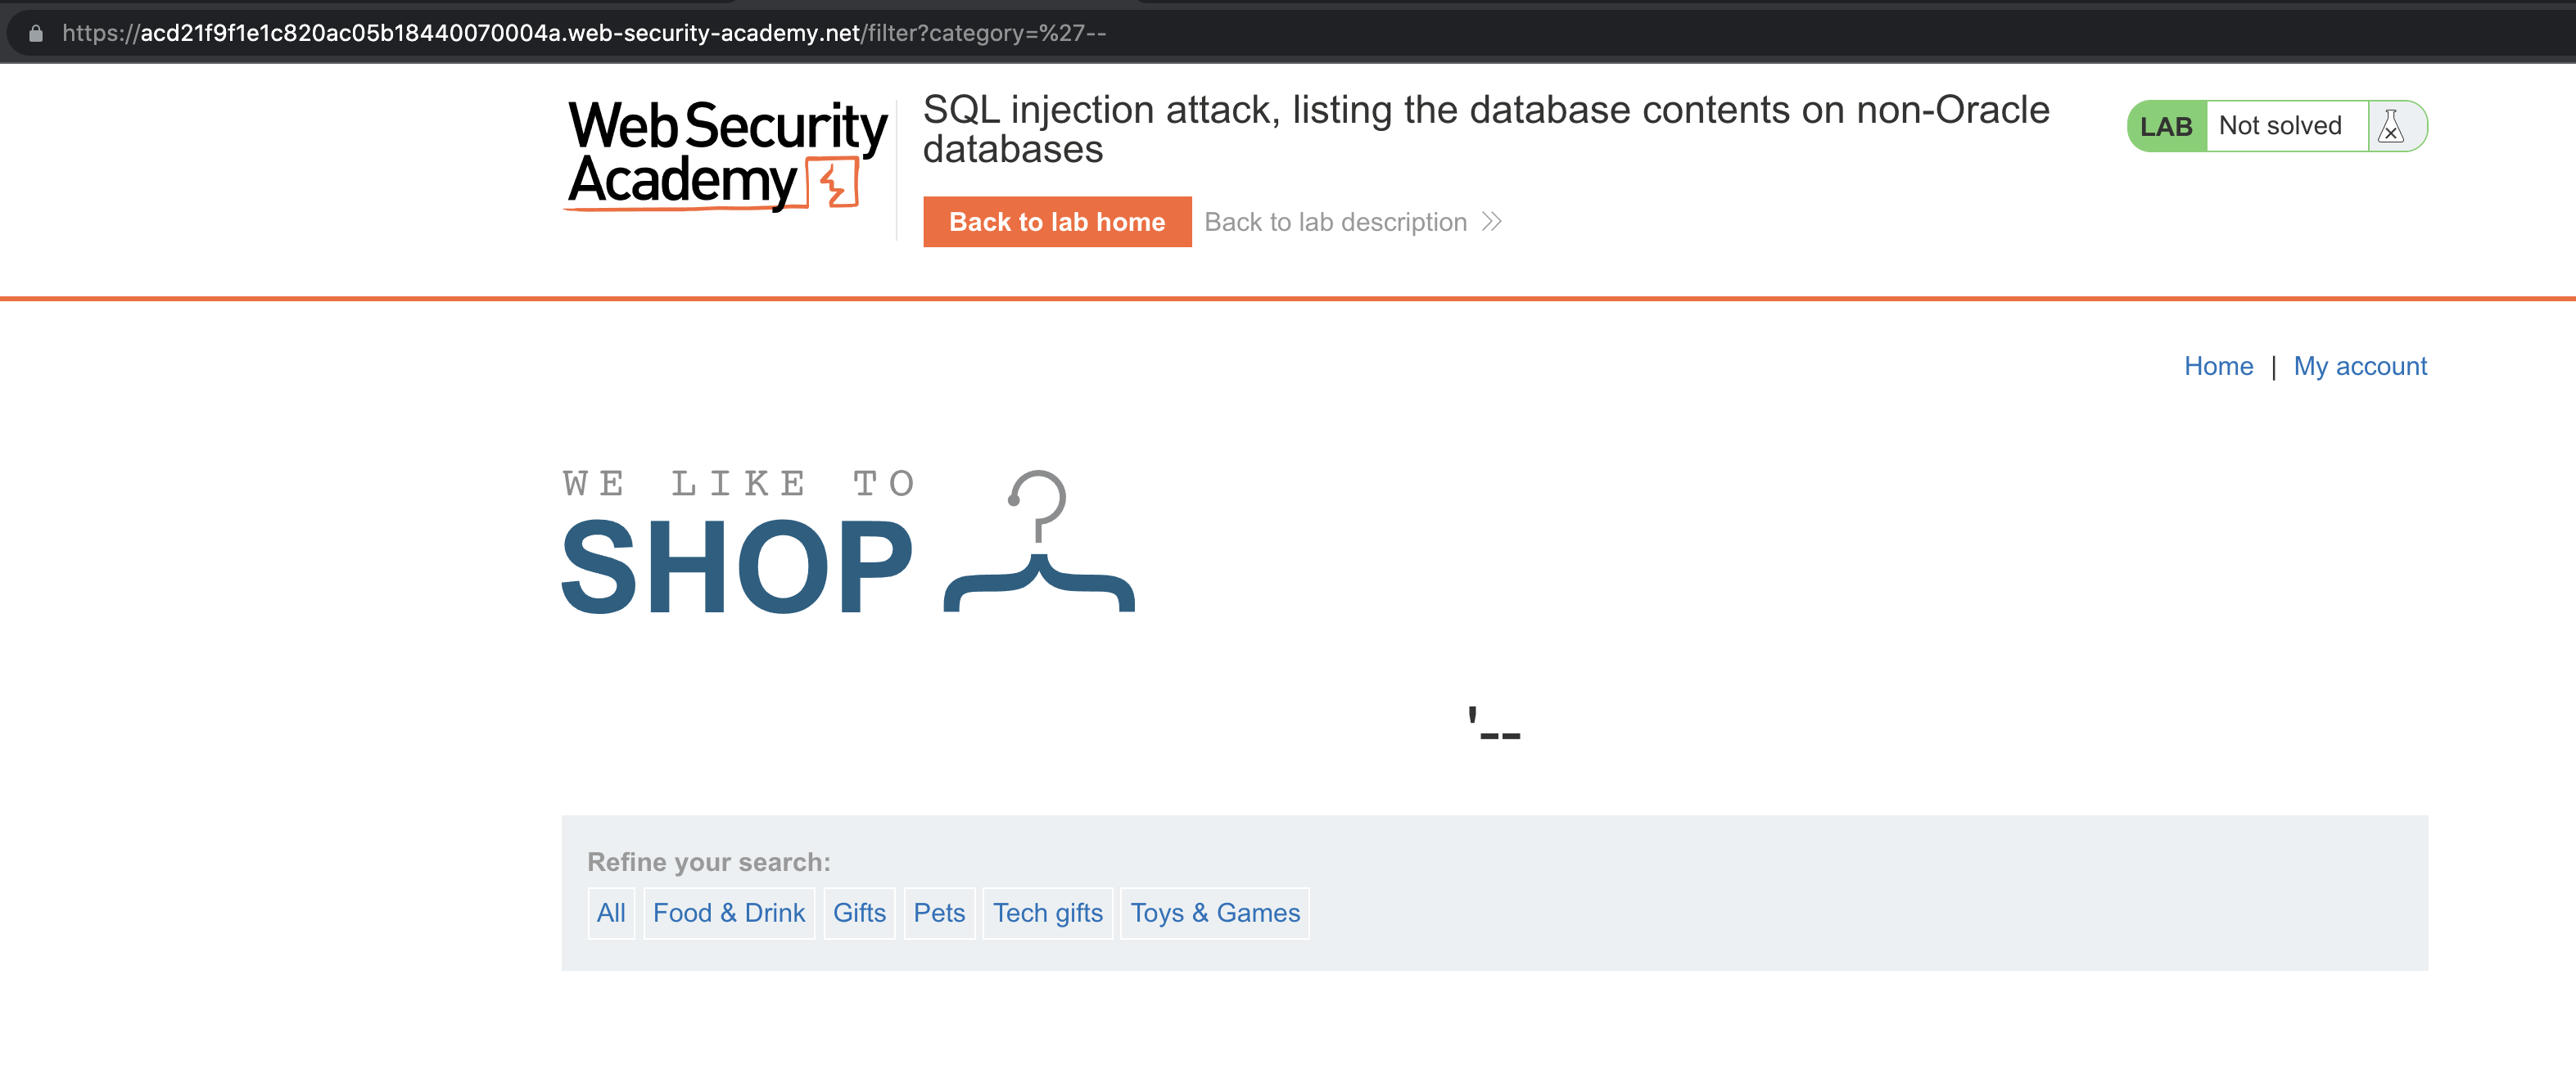 https://acd21f9f1e1c820ac05b18440070004a.web-security-academy.net/filter?category=%27--
Web Security
Academy
SQL injection attack, listing the database contents on non-Oracle
databases
LAB Not solved
Back to lab home Back to lab description
Home | My account
WE LIKE TO
SHOP
'--
Refine your search:
All Food & Drink Gifts Pets Tech gifts Toys & Games